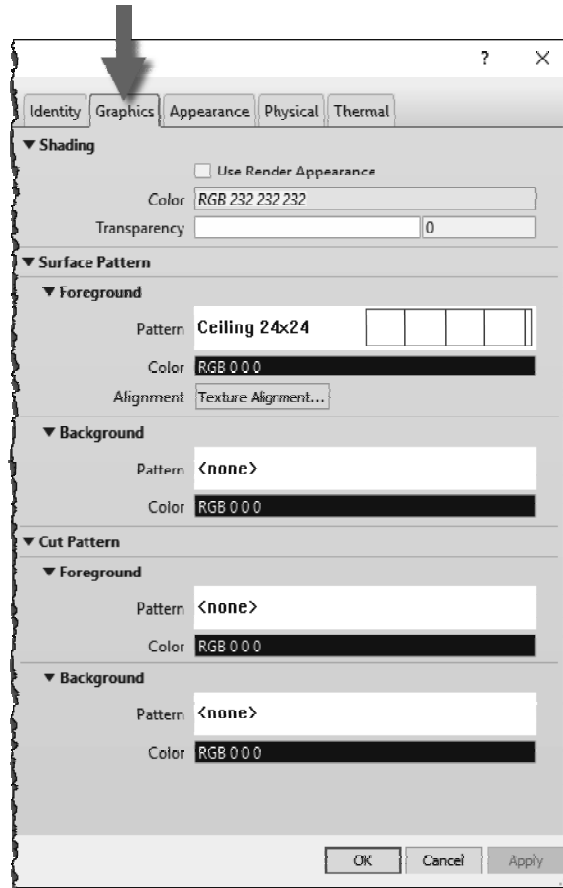 ?
Identity Graphics Appearance Physical Thermal
Shading
Use Render Appearance
Color RGB 232 232 232
Transparency 0
Surface Pattern
Foreground
Pattern Ceiling 24x24
Color RGB 0 0 0
Alignment Texture Alignment...
Background
Pattern <none>
Color RGB 0 0 0
Cut Pattern
Foreground
Pattern <none>
Color RGB 0 0 0
Background
Pattern <none>
Color RGB 0 0 0
OK Cancel Apply